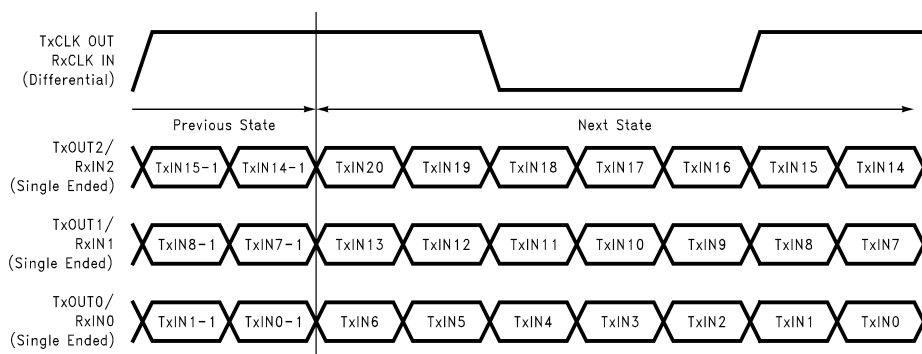 TxCLK OUT
RxCLK IN
(Differential)
Previous State
Next State
TxOUT2/
RxIN2
(Single Ended)
TxIN15-1 TxIN14-1 TxIN20 TxIN19 TxIN18 TxIN17 TxIN16 TxIN15 TxIN14
TxOUT1/
RxIN1
(Single Ended)
TxIN8-1 TxIN7-1 TxIN13 TxIN12 TxIN11 TxIN10 TxIN9 TxIN8 TxIN7
TxOUT0/
RxIN0
(Single Ended)
TxIN1-1 TxIN0-1 TxIN6 TxIN5 TxIN4 TxIN3 TxIN2 TxIN1 TxIN0